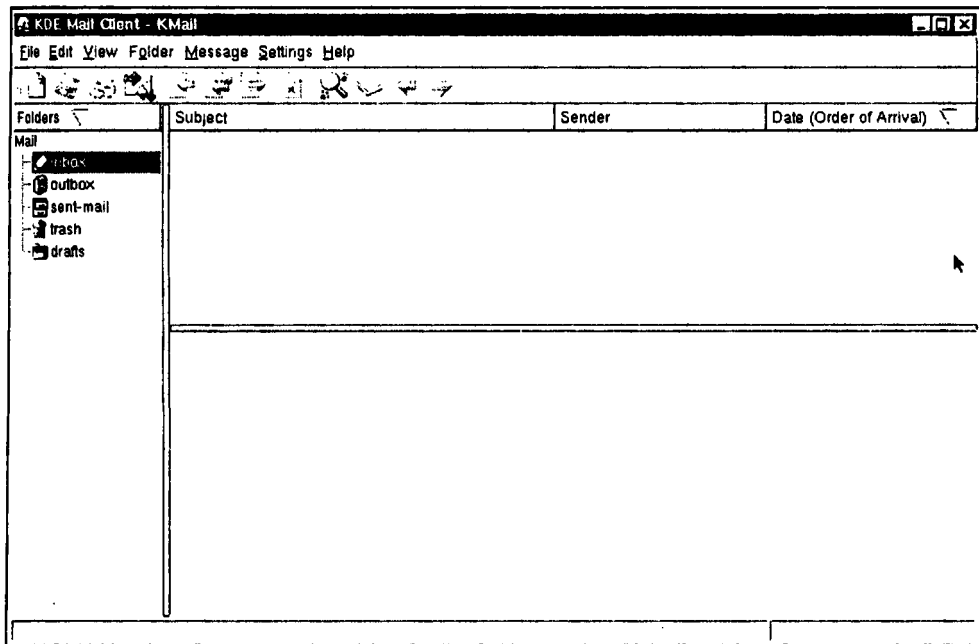 KDE Mail Client - KMail
File Edit View Folder Message Settings Help
Folders Subject Sender Date (Order of Arrival)
Mail
inbox
outbox
sent-mail
trash
drafts